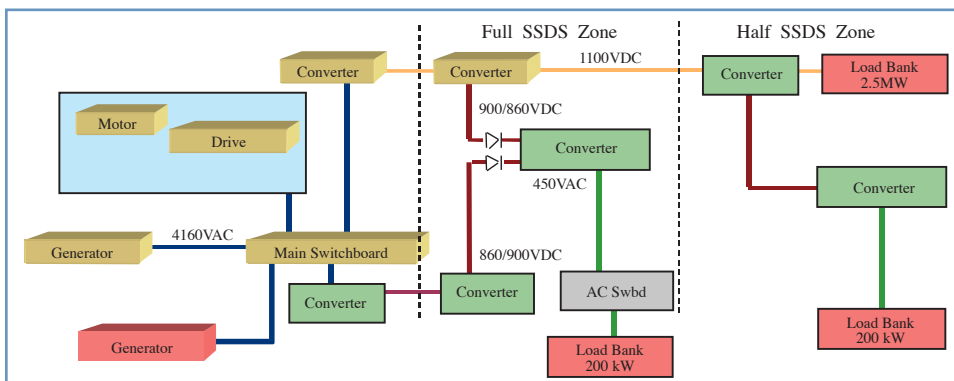 Full SSDS Zone
Half SSDS Zone
Converter
Converter
1100VDC
Converter
Load Bank
2.5MW
900/860VDC
Motor
Drive
Converter
450VAC
Converter
4160VAC
Generator
Main Switchboard
860/900VDC
Converter
Converter
AC Swbd
Generator
Load Bank
200 kW
Load Bank
200 kW